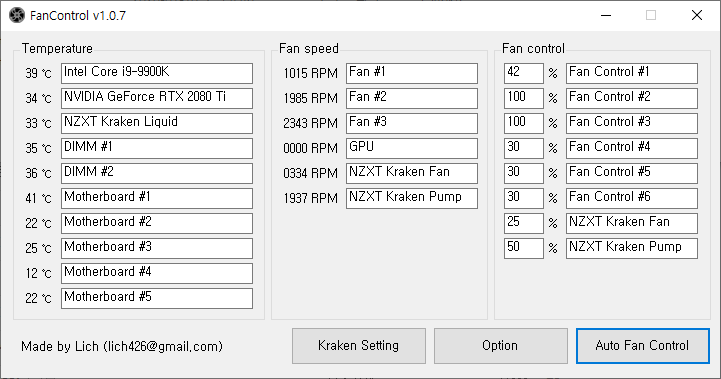 FanControl v1.0.7
Temperature
39 ℃ Intel Core i9-9900K
34 ℃ NVIDIA GeForce RTX 2080 Ti
33 ℃ NZXT Kraken Liquid
35 ℃ DIMM #1
36 ℃ DIMM #2
41 ℃ Motherboard #1
22 ℃ Motherboard #2
25 ℃ Motherboard #3
12 ℃ Motherboard #4
22 ℃ Motherboard #5
Fan speed
1015 RPM Fan #1
1985 RPM Fan #2
2343 RPM Fan #3
0000 RPM GPU
0334 RPM NZXT Kraken Fan
1937 RPM NZXT Kraken Pump
Fan control
42 % Fan Control #1
100 % Fan Control #2
100 % Fan Control #3
30 % Fan Control #4
30 % Fan Control #5
30 % Fan Control #6
25 % NZXT Kraken Fan
50 % NZXT Kraken Pump
Made by Lich (lich426@gmail.com)
Kraken Setting
Option
Auto Fan Control